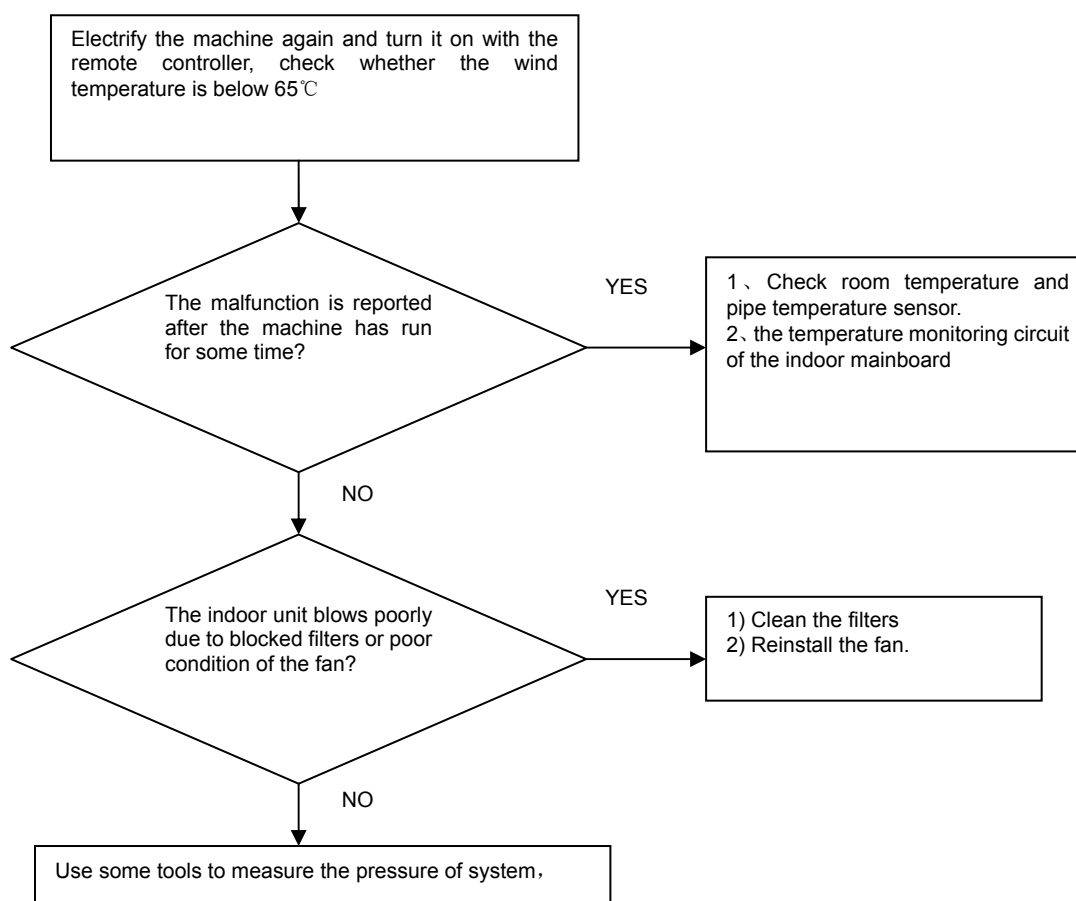 Electrify the machine again and turn it on with the
remote controller, check whether the wind
temperature is below 65℃
The malfunction is reported
after the machine has run
for some time?
YES
1、Check room temperature and
pipe temperature sensor.
2、the temperature monitoring circuit
of the indoor mainboard
NO
The indoor unit blows poorly
due to blocked filters or poor
condition of the fan?
YES
1) Clean the filters
2) Reinstall the fan.
NO
Use some tools to measure the pressure of system，